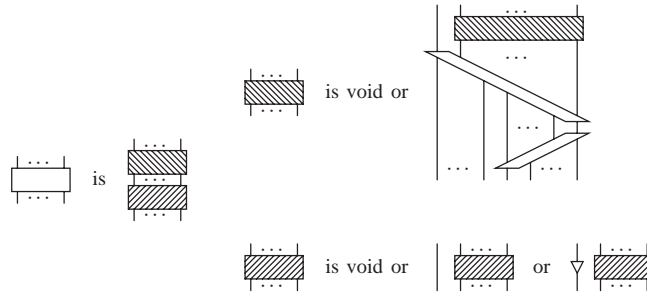 is void or
is
is void or or